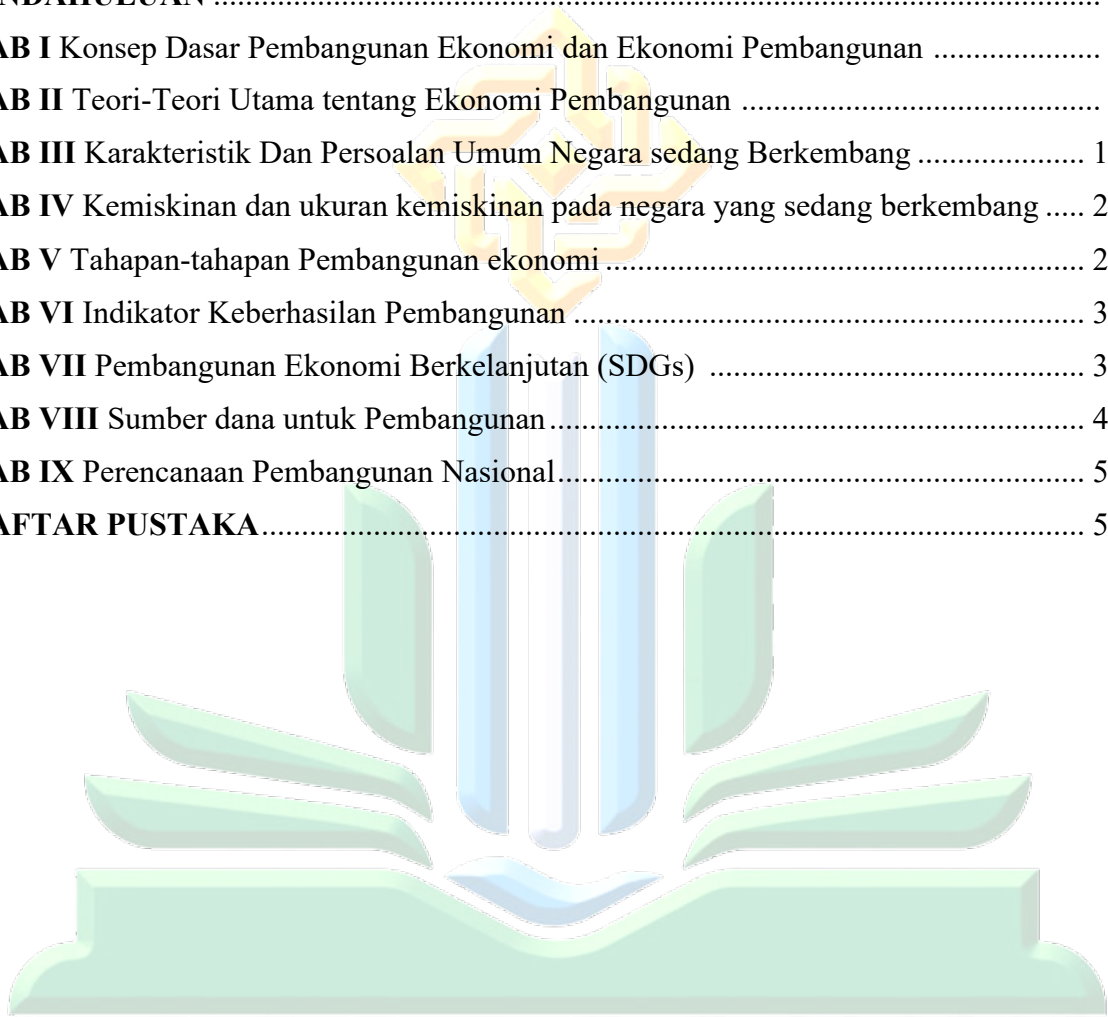 NDAHULUAN ..........................................................................................................
AB I Konsep Dasar Pembangunan Ekonomi dan Ekonomi Pembangunan .....................
AB II Teori-Teori Utama tentang Ekonomi Pembangunan .............................................
AB III Karakteristik Dan Persoalan Umum Negara sedang Berkembang ..................... 1
AB IV Kemiskinan dan ukuran kemiskinan pada negara yang sedang berkembang ..... 2
AB V Tahapan-tahapan Pembangunan ekonomi ............................................................ 2
AB VI Indikator Keberhasilan Pembangunan ................................................................ 3
AB VII Pembangunan Ekonomi Berkelanjutan (SDGs) ............................................... 3
AB VIII Sumber dana untuk Pembangunan ................................................................... 4
AB IX Perencanaan Pembangunan Nasional .................................................................. 5
AFTAR PUSTAKA ....................................................................................................... 5